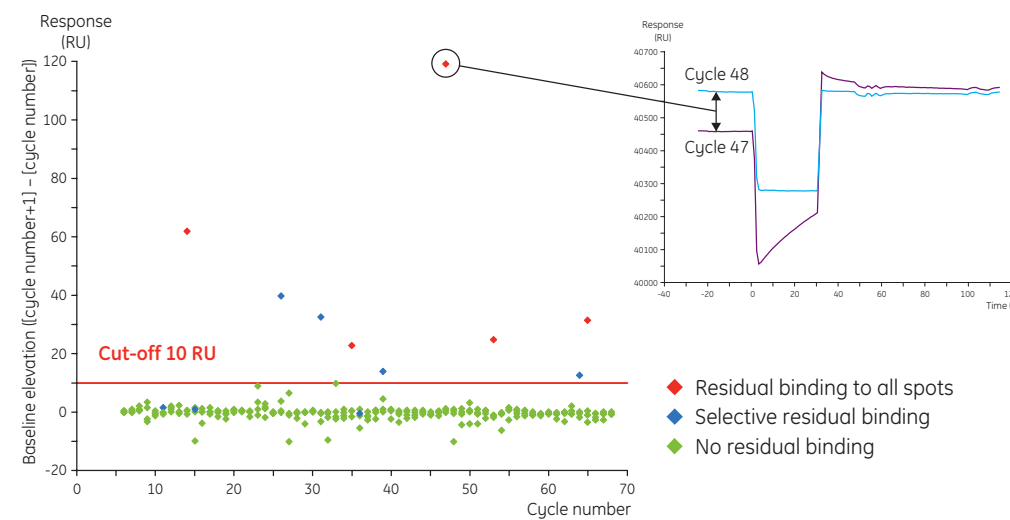 Response
(RU)
Baseline elevation ([cycle number+1] – [cycle number])
120
100
80
60
40
20
0
-20
Cut-off 10 RU
0 10 20 30 40 50 60 70
Cycle number
Response
(RU)
40700
40600
40500
40400
40300
40200
40100
40000
Cycle 48
Cycle 47
-40 -20 0 20 40 60 80 100
Time
Residual binding to all spots
Selective residual binding
No residual binding